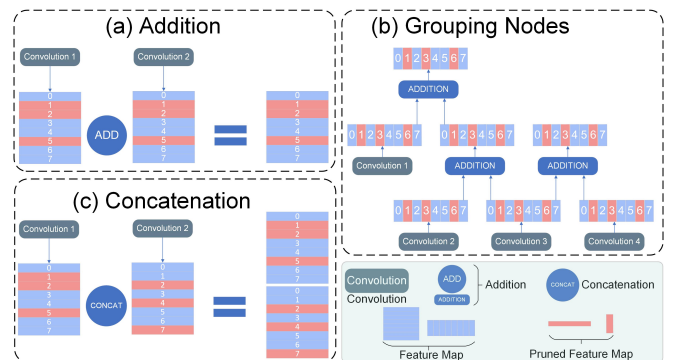 (a) Addition
Convolution 1
Convolution 2
0
1
2
3
4
5
6
7
ADD
0
1
2
3
4
5
6
7
0
1
2
3
4
5
6
7
(b) Grouping Nodes
0 1 2 3 4 5 6 7
ADDITION
0 1 2 3 4 5 6 7
0 1 2 3 4 5 6 7
0 1 2 3 4 5 6 7
Convolution 1
ADDITION
ADDITION
0 1 2 3 4 5 6 7
0 1 2 3 4 5 6 7
0 1 2 3 4 5 6 7
Convolution 2
Convolution 3
Convolution 4
(c) Concatenation
Convolution 1
Convolution 2
0
1
2
3
4
5
6
7
CONCAT
0
1
2
3
4
5
6
7
0
1
2
3
4
5
6
7
0
1
2
3
4
5
6
7
Convolution
Convolution
ADD
ADDITION
Addition
CONCAT
Concatenation
Feature Map
Pruned Feature Map